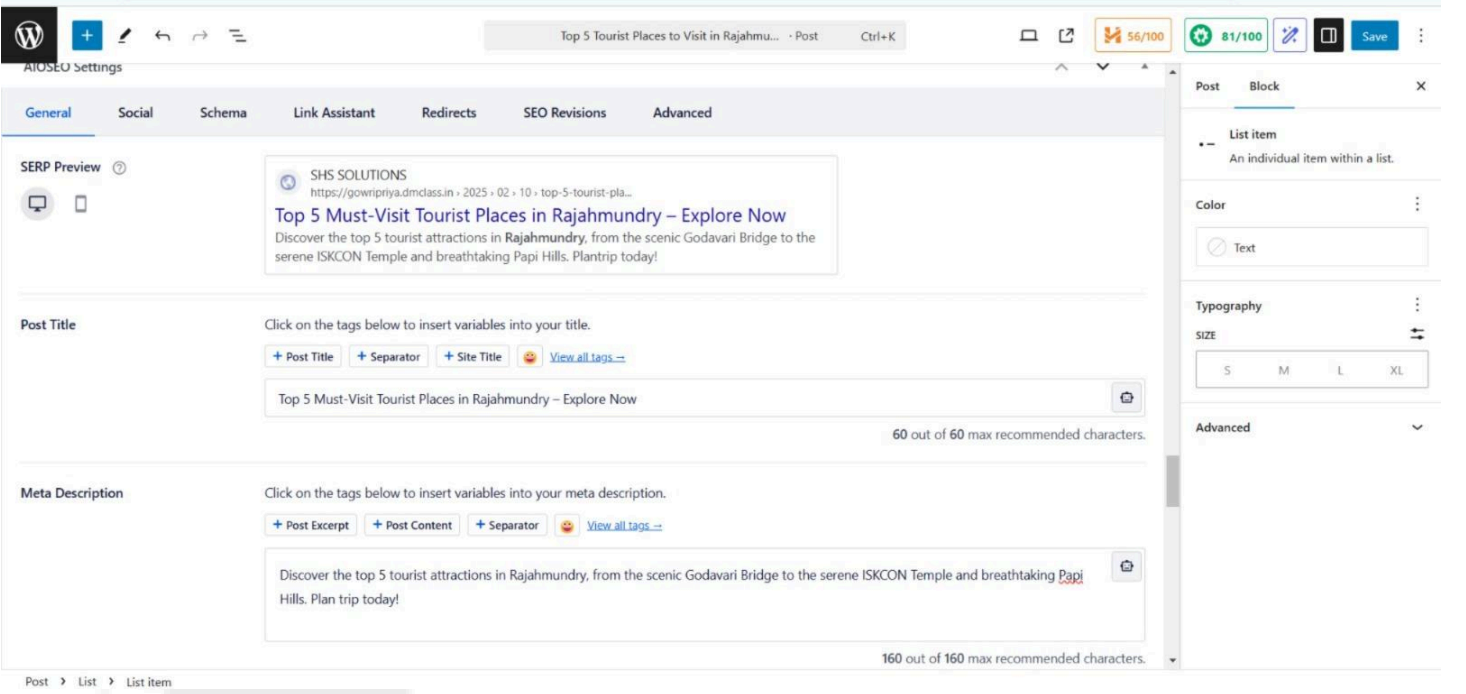 Top 5 Tourist Places to Visit in Rajahmu... · Post Ctrl+K
56/100
81/100
Save
AIOSEO Settings
General Social Schema Link Assistant Redirects SEO Revisions Advanced
SERP Preview
SHS SOLUTIONS
https://gowripriya.dmclass.in › 2025 › 02 › 10 › top-5-tourist-pla...
Top 5 Must-Visit Tourist Places in Rajahmundry – Explore Now
Discover the top 5 tourist attractions in Rajahmundry, from the scenic Godavari Bridge to the
serene ISKCON Temple and breathtaking Papi Hills. Plantrip today!
Post Title
Click on the tags below to insert variables into your title.
+ Post Title + Separator + Site Title View all tags →
Top 5 Must-Visit Tourist Places in Rajahmundry – Explore Now
60 out of 60 max recommended characters.
Meta Description
Click on the tags below to insert variables into your meta description.
+ Post Excerpt + Post Content + Separator View all tags →
Discover the top 5 tourist attractions in Rajahmundry, from the scenic Godavari Bridge to the serene ISKCON Temple and breathtaking Papi
Hills. Plan trip today!
160 out of 160 max recommended characters.
Post Block
List item
An individual item within a list.
Color
Text
Typography
SIZE
S M L XL
Advanced
Post › List › List item